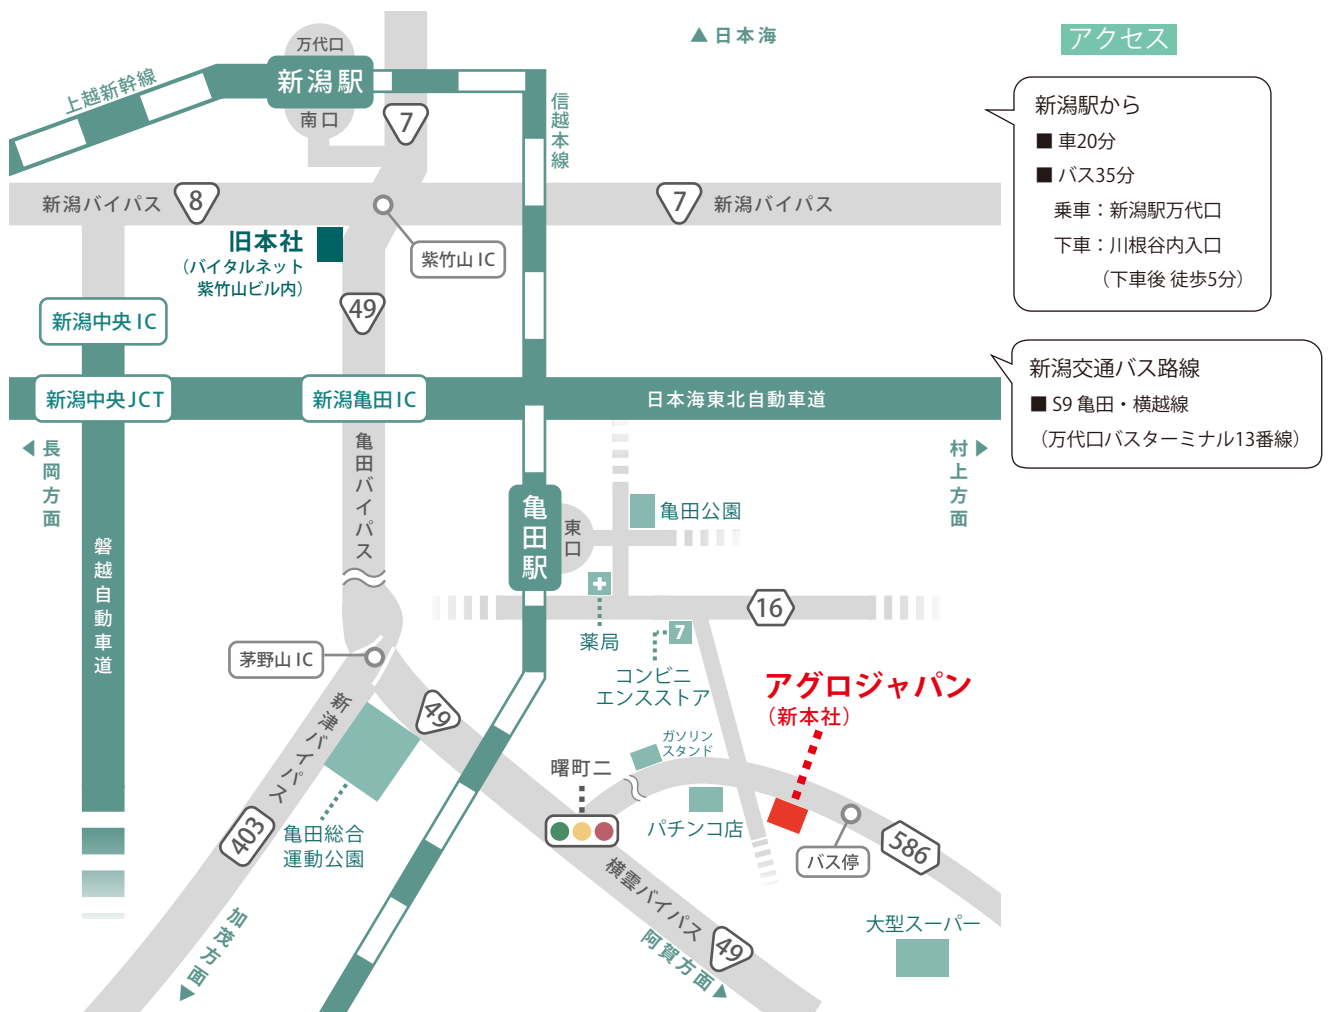 万代口
新潟駅
南口
上越新幹線
7
信越本線
▲日本海
アクセス
新潟駅から
■ 車20分
■ バス35分
乗車：新潟駅万代口
下車：川根谷内入口
（下車後 徒歩5分）
新潟バイパス
8
7
新潟バイパス
旧本社
（バイタルネット
紫竹山ビル内）
紫竹山 IC
49
新潟中央 IC
新潟中央JCT
新潟亀田 IC
日本海東北自動車道
新潟交通バス路線
■ S9 亀田・横越線
（万代口バスターミナル13番線）
◀長岡方面
亀田バイパス
村上方面▶
磐越自動車道
亀田駅
東口
亀田公園
薬局
16
7
コンビニ
エンスストア
茅野山 IC
アグロジャパン
（新本社）
新津バイパス
49
ガソリン
スタンド
曙町二
パチンコ店
403
亀田総合
運動公園
バス停
586
横雲バイパス
49
大型スーパー
加茂方面▼
阿賀方面▶